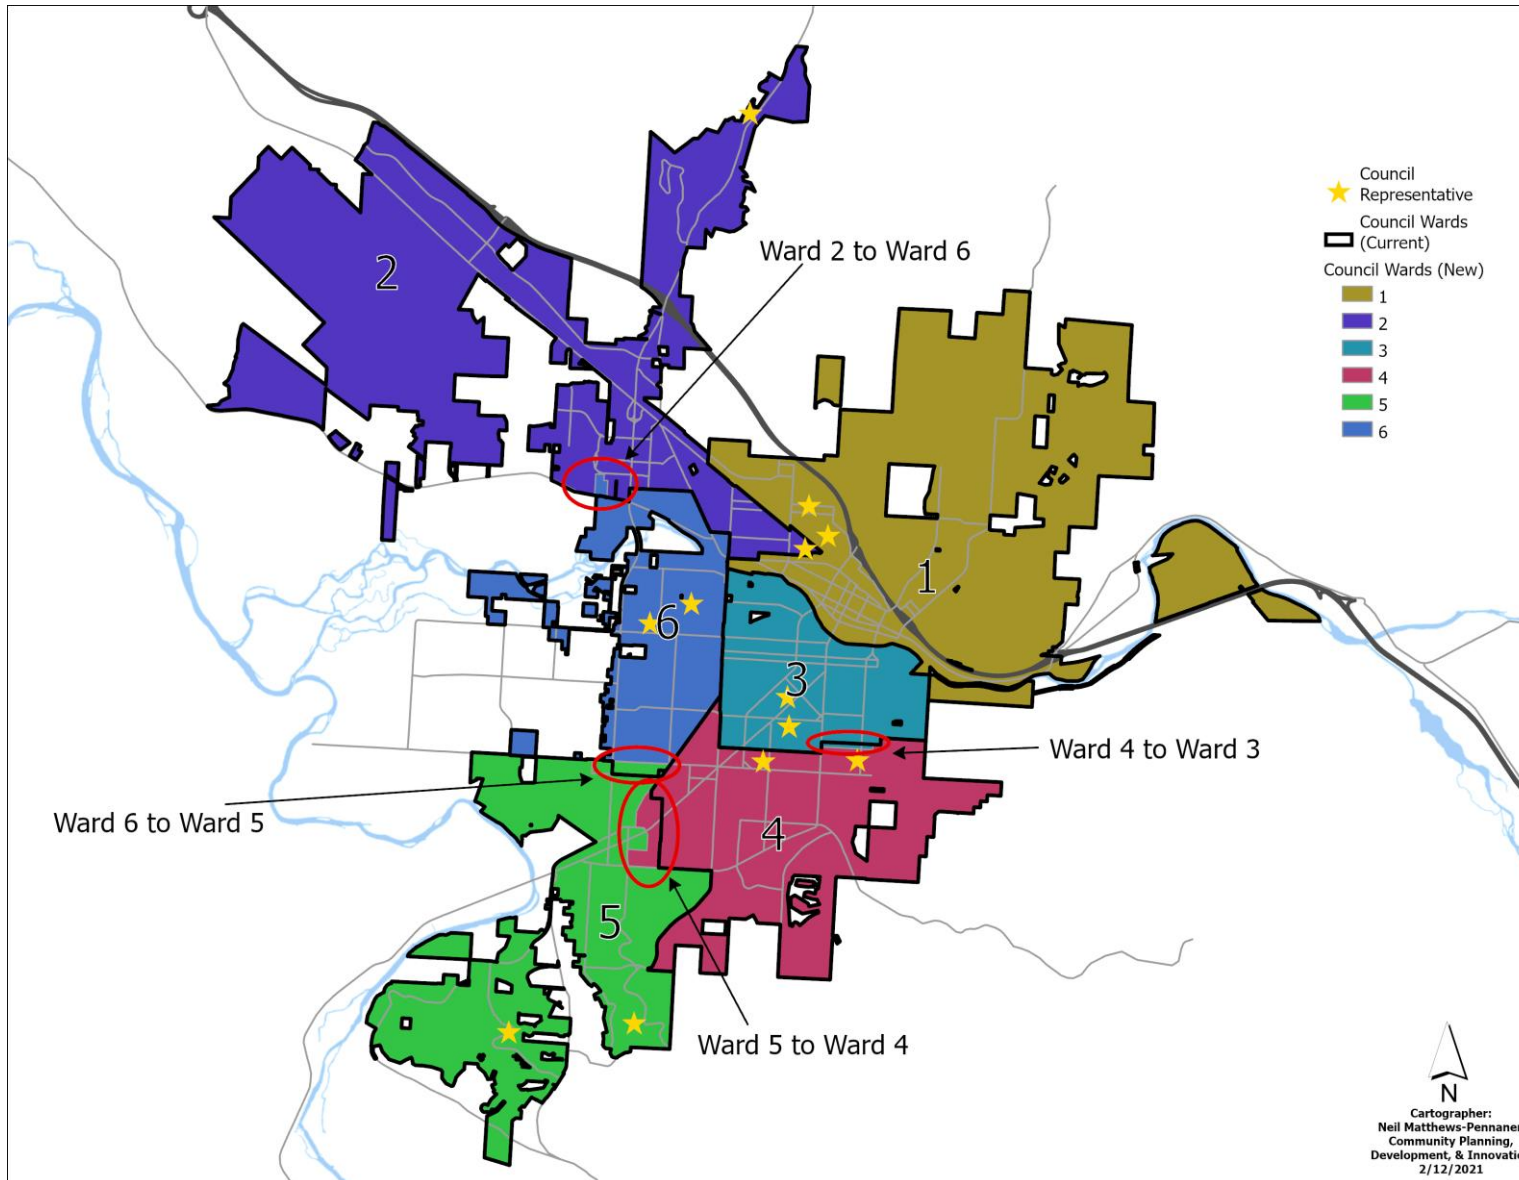 Council
Representative
Council Wards
(Current)
Council Wards (New)
1
2
3
4
5
6
Ward 2 to Ward 6
2
1
6
3
Ward 4 to Ward 3
Ward 6 to Ward 5
4
5
Ward 5 to Ward 4
N
Cartographer:
Neil Matthews-Pennanen
Community Planning,
Development, & Innovatio
2/12/2021